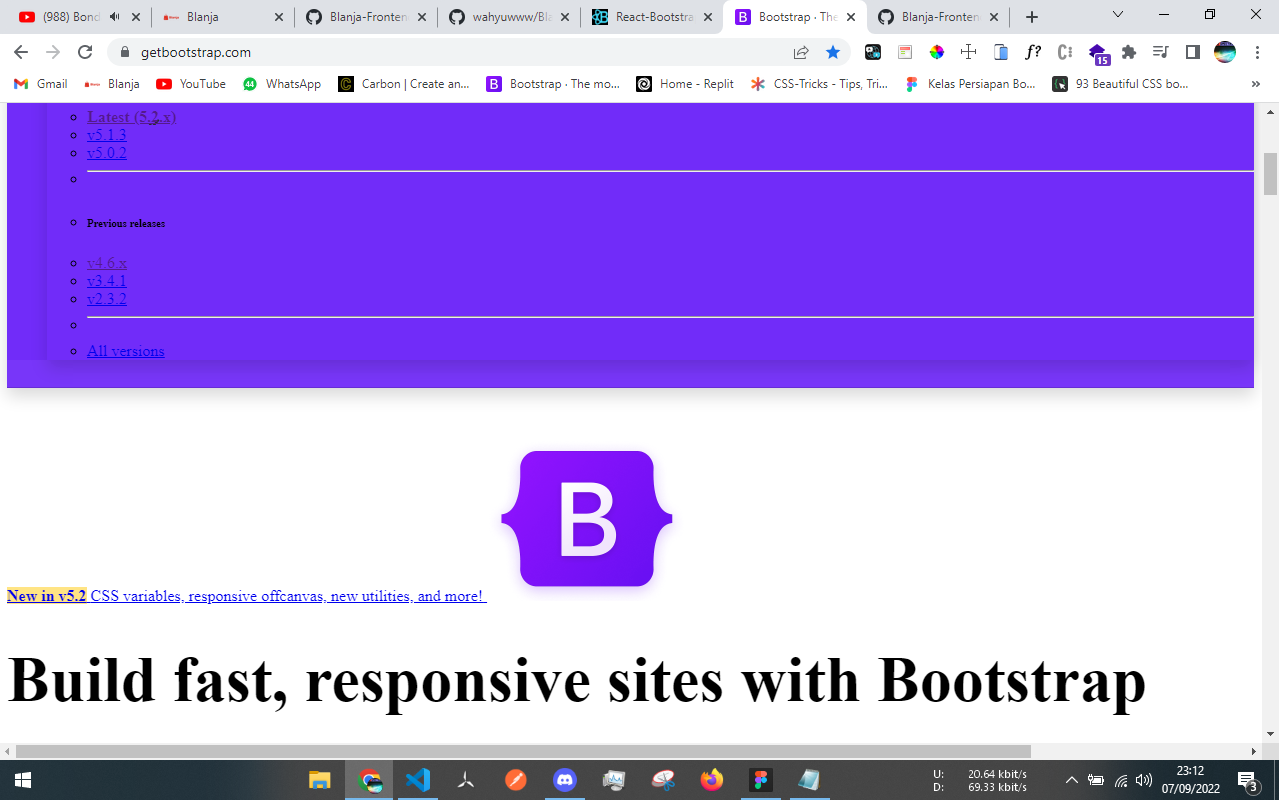 (988) Bond
Blanja
Blanja-Fronten
wahyuwww/Bla
React-Bootstra
Bootstrap · The
Blanja-Fronten
getbootstrap.com
f?
15
Gmail
Blanja
YouTube
44
WhatsApp
Carbon | Create an...
Bootstrap · The mo...
Home - Replit
CSS-Tricks - Tips, Tri...
Kelas Persiapan Bo...
93 Beautiful CSS bo...
Latest (5.2.x)
v5.1.3
v5.0.2
Previous releases
v4.6.x
v3.4.1
v2.3.2
All versions
B
New in v5.2 CSS variables, responsive offcanvas, new utilities, and more!
Build fast, responsive sites with Bootstrap
U: 20.64 kbit/s
D: 69.33 kbit/s
23:12
07/09/2022
3